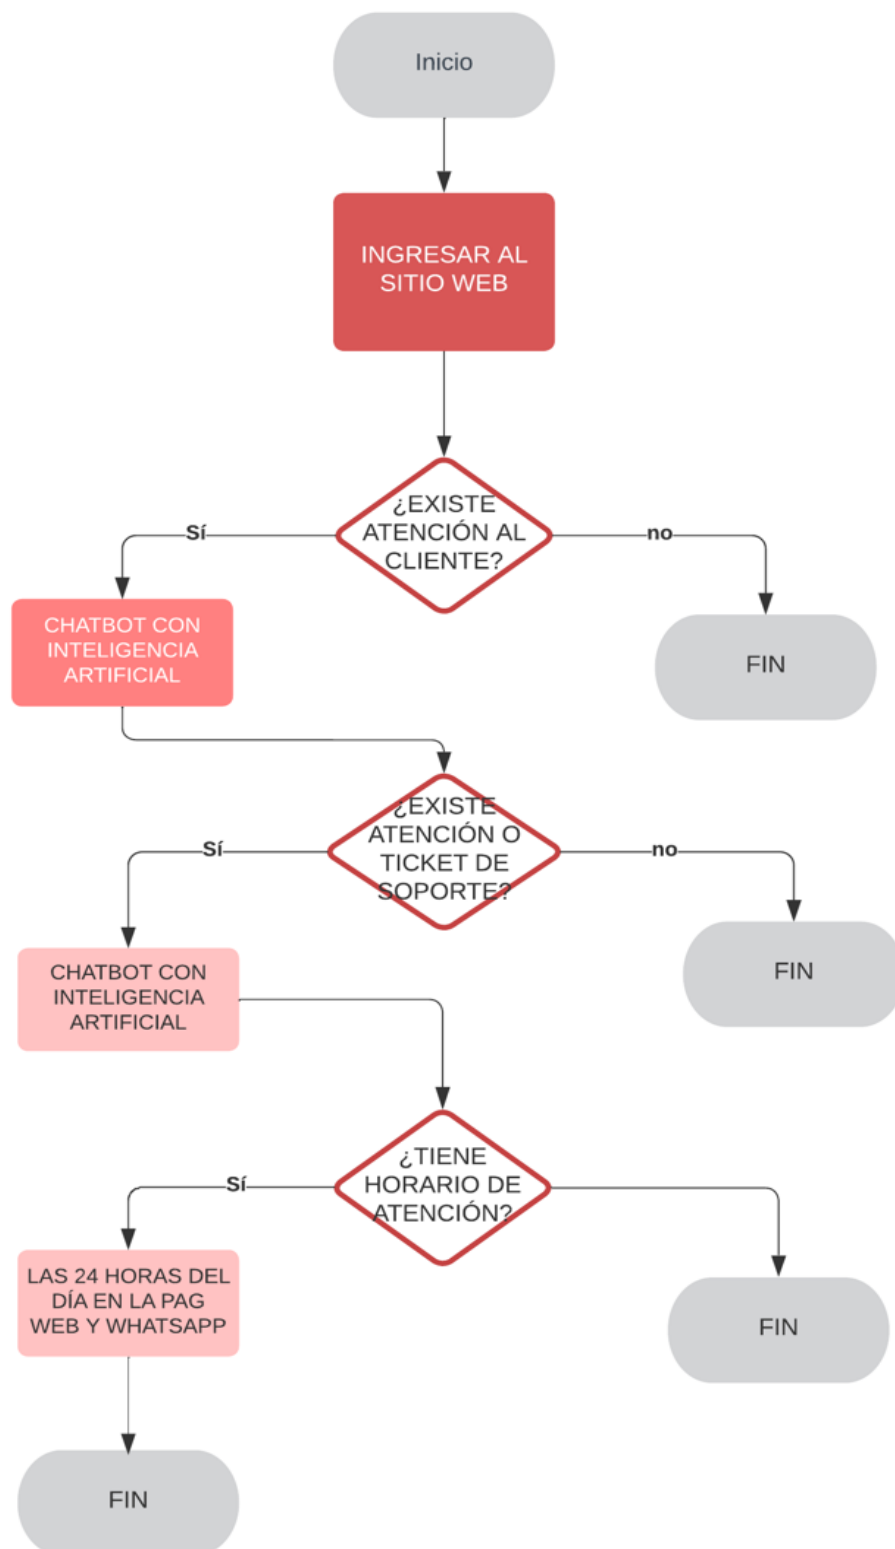 Inicio
INGRESAR AL
SITIO WEB
¿EXISTE
ATENCIÓN AL
CLIENTE?
Sí
no
CHATBOT CON
INTELIGENCIA
ARTIFICIAL
FIN
¿EXISTE
ATENCIÓN O
TICKET DE
SOPORTE?
Sí
no
CHATBOT CON
INTELIGENCIA
ARTIFICIAL
FIN
¿TIENE
HORARIO DE
ATENCIÓN?
Sí
LAS 24 HORAS DEL
DÍA EN LA PAG
WEB Y WHATSAPP
FIN
FIN